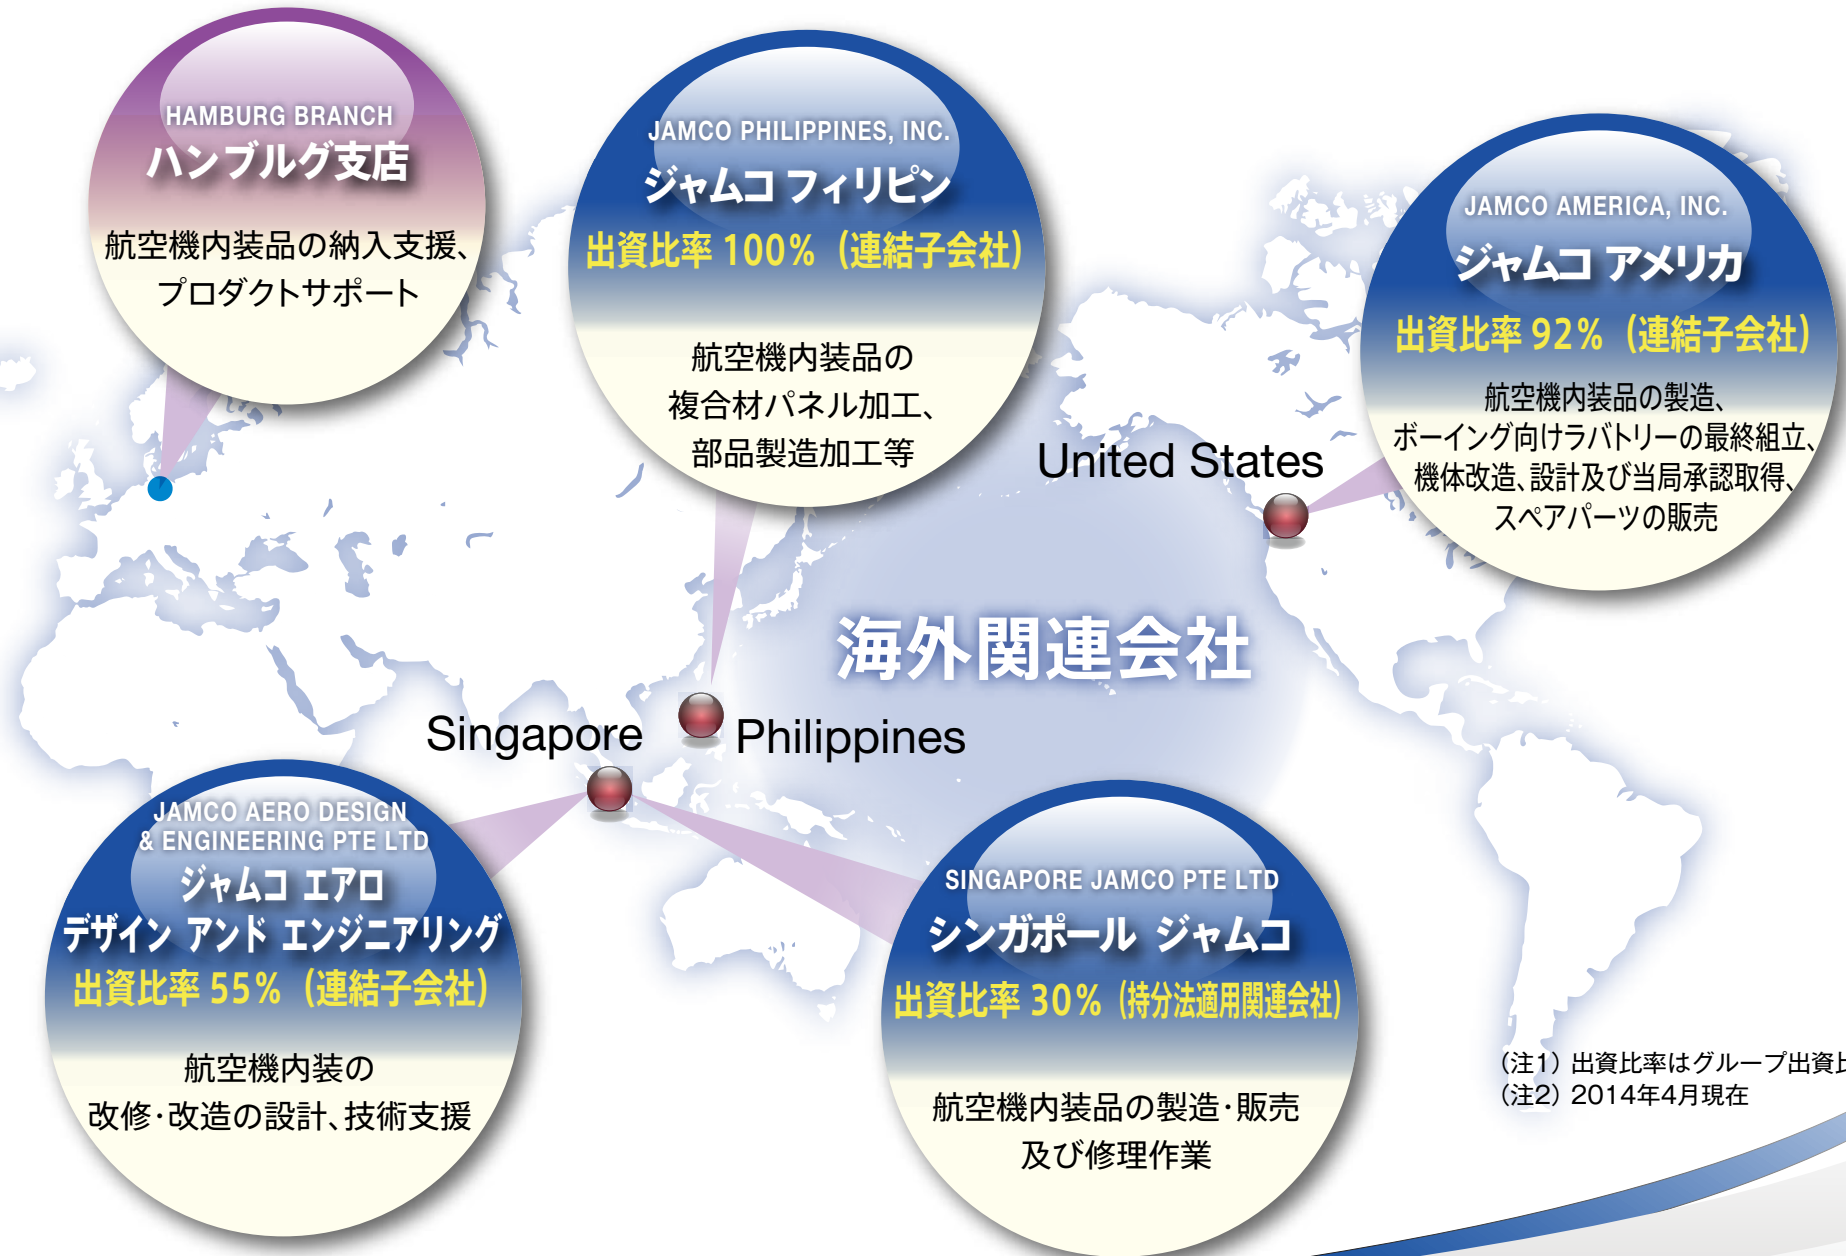 HAMBURG BRANCH
ハンブルグ支店
航空機内装品の納入支援、
プロダクトサポート
JAMCO PHILIPPINES, INC.
ジャムコ フィリピン
出資比率 100%（連結子会社）
航空機内装品の
複合材パネル加工、
部品製造加工等
JAMCO AMERICA, INC.
ジャムコ アメリカ
出資比率 92%（連結子会社）
航空機内装品の製造、
ボーイング向けラバトリーの最終組立、
機体改造、設計及び当局承認取得、
スペアパーツの販売
United States
海外関連会社
Singapore
Philippines
JAMCO AERO DESIGN
& ENGINEERING PTE LTD
ジャムコ エアロ
デザイン アンド エンジニアリング
出資比率 55%（連結子会社）
航空機内装の
改修・改造の設計、技術支援
SINGAPORE JAMCO PTE LTD
シンガポール ジャムコ
出資比率 30%（持分法適用関連会社）
航空機内装品の製造・販売
及び修理作業
（注1）出資比率はグループ出資比
（注2）2014年4月現在